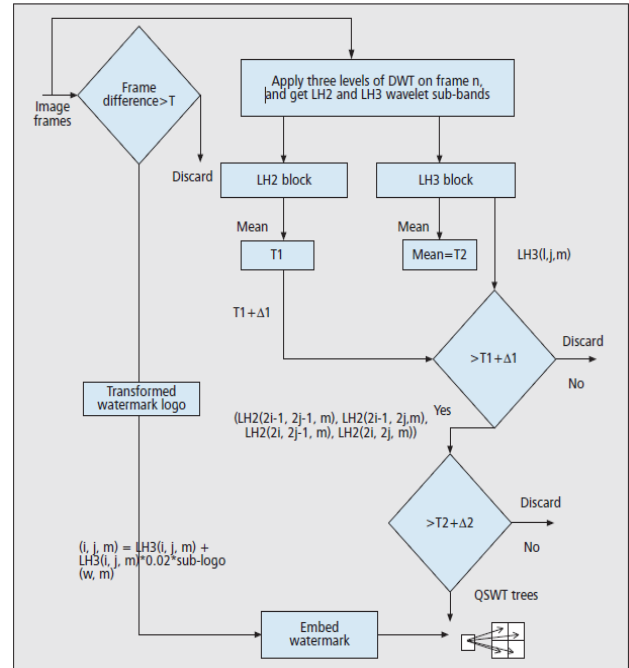 Frame
difference>T
Image
frames
Discard
Apply three levels of DWT on frame n,
and get LH2 and LH3 wavelet sub-bands
LH2 block
LH3 block
Mean
Mean
T1
Mean=T2
LH3(l,j,m)
T1+Δ1
>T1+Δ1
Discard
No
Transformed
watermark logo
Yes
(LH2(2i-1, 2j-1, m), LH2(2i-1, 2j,m),
LH2(2i, 2j-1, m), LH2(2i, 2j, m))
>T2+Δ2
Discard
No
(i, j, m) = LH3(i, j, m) +
LH3(i, j, m)*0.02*sub-logo
(w, m)
QSWT trees
Embed
watermark